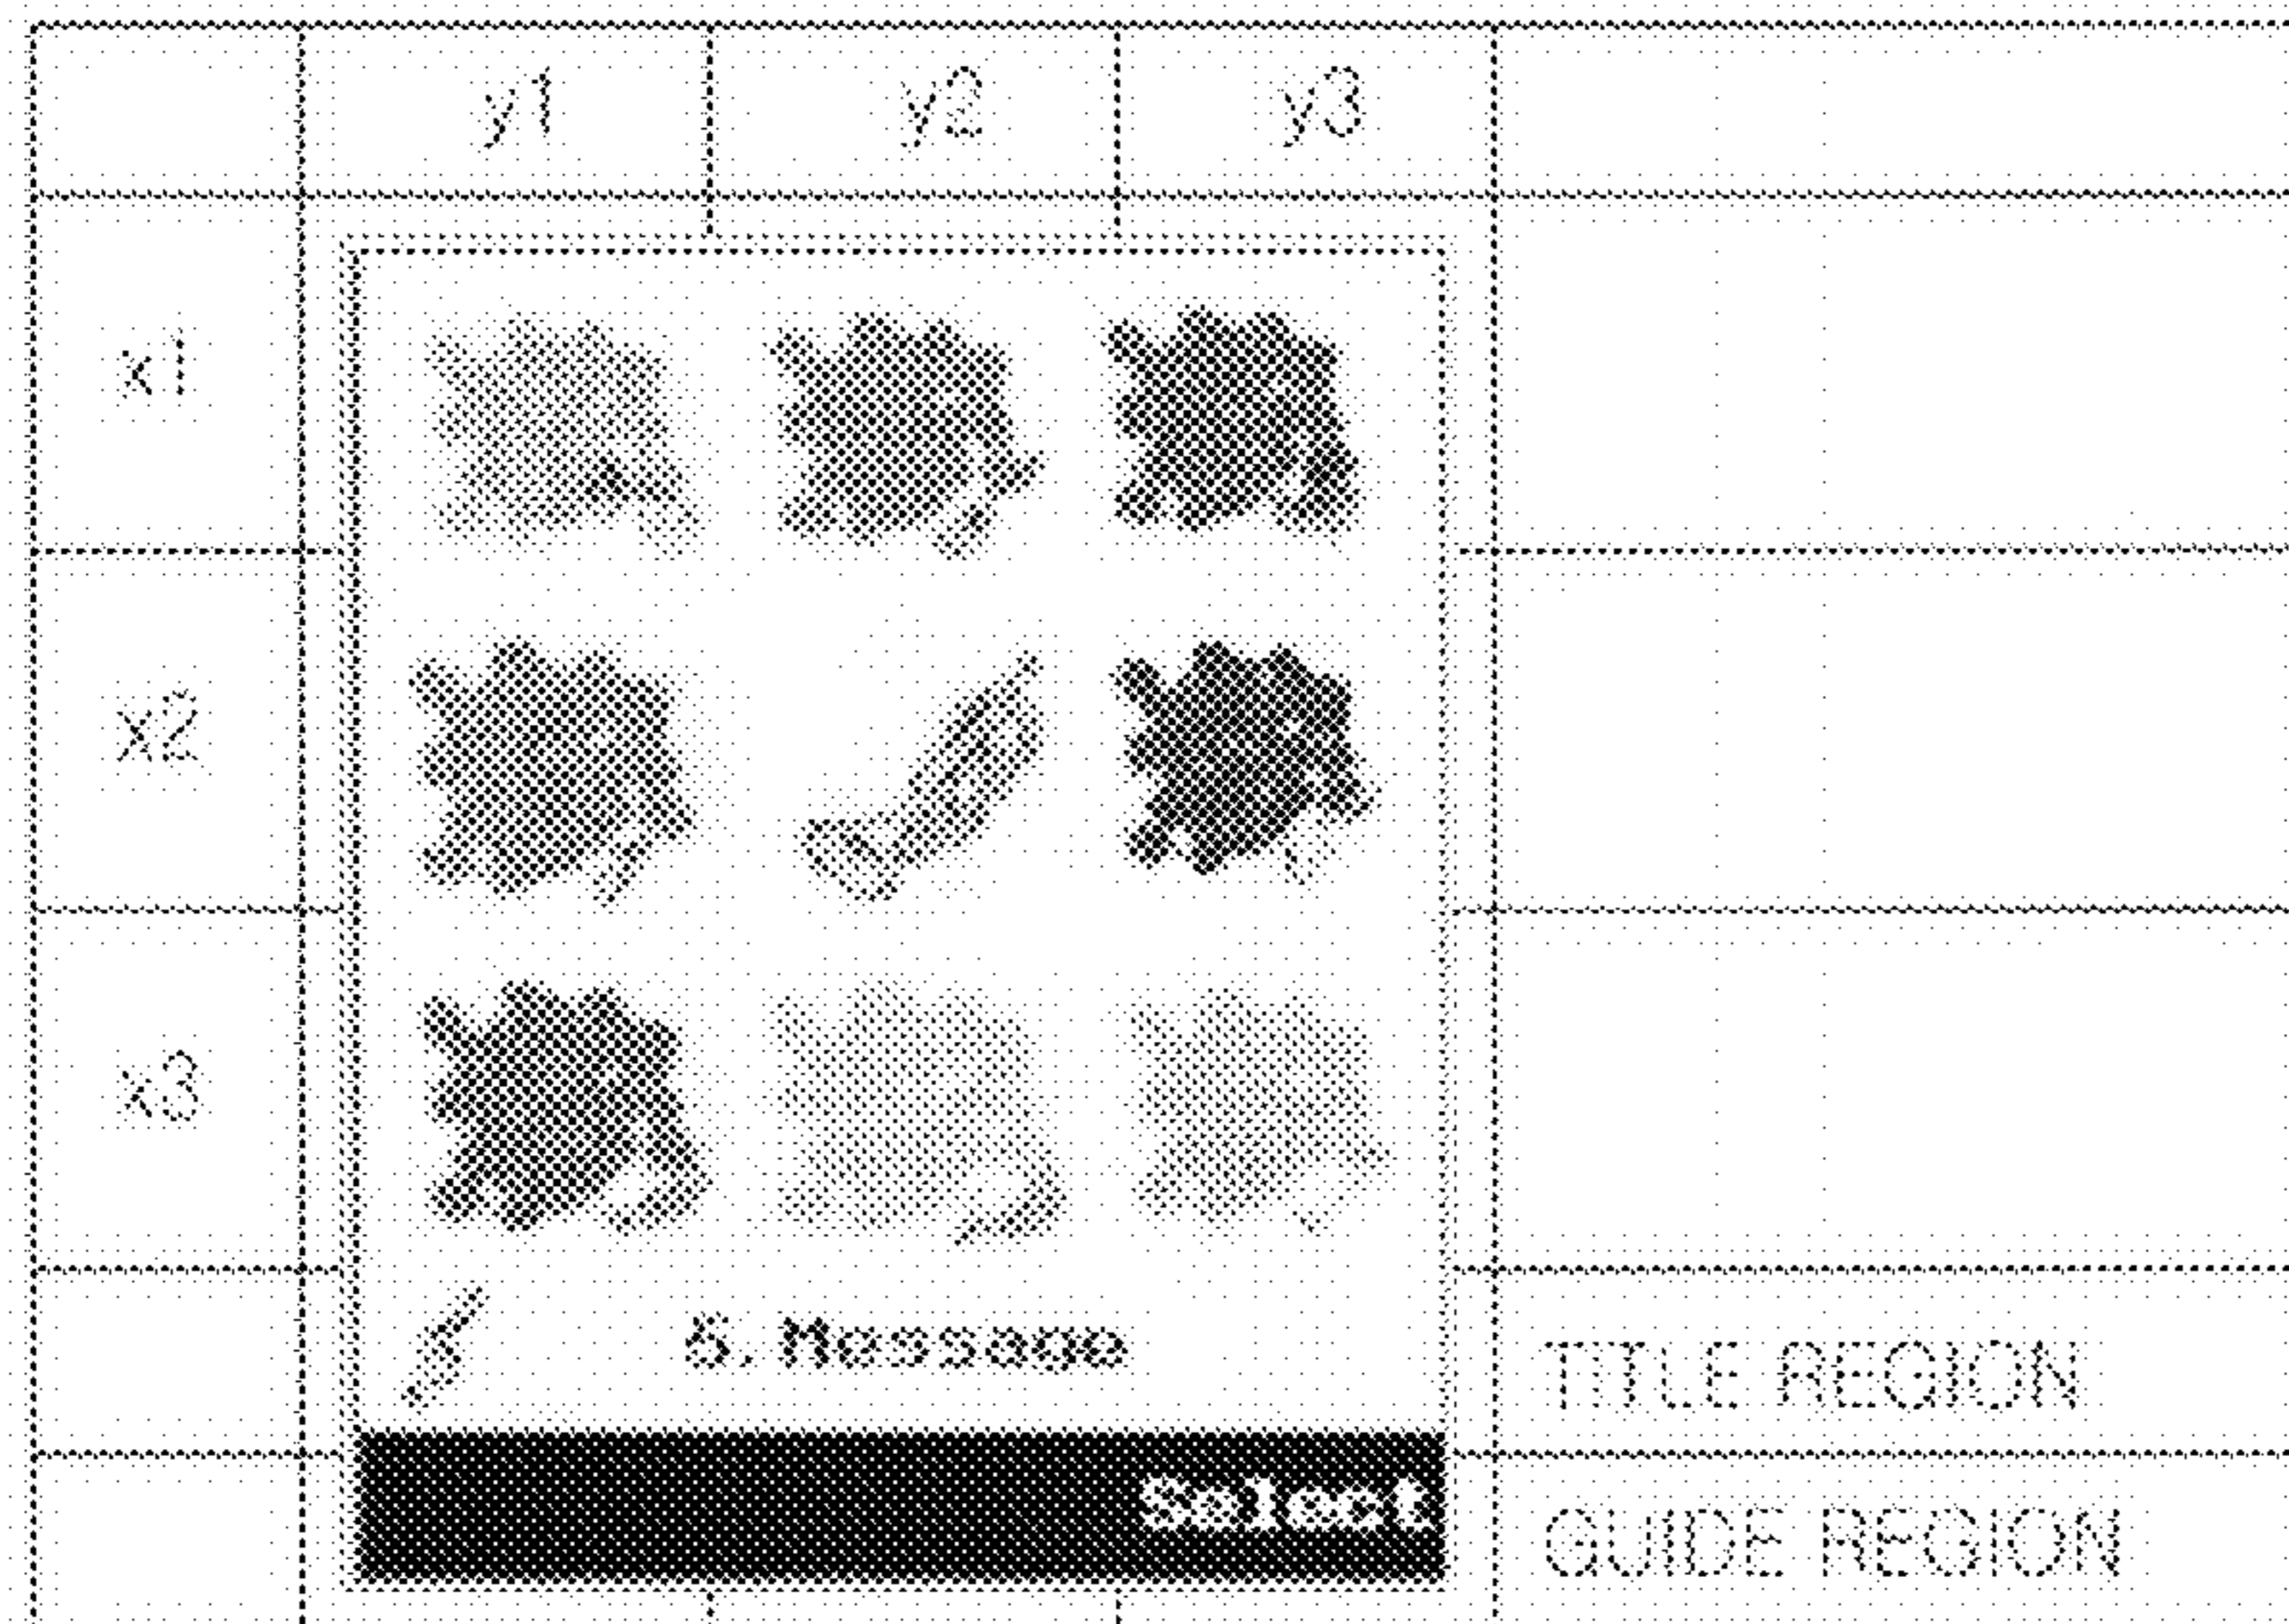 y1 y2 y3
x1
x2
x3
5. Message
TITLE REGION
Select
GUIDE REGION